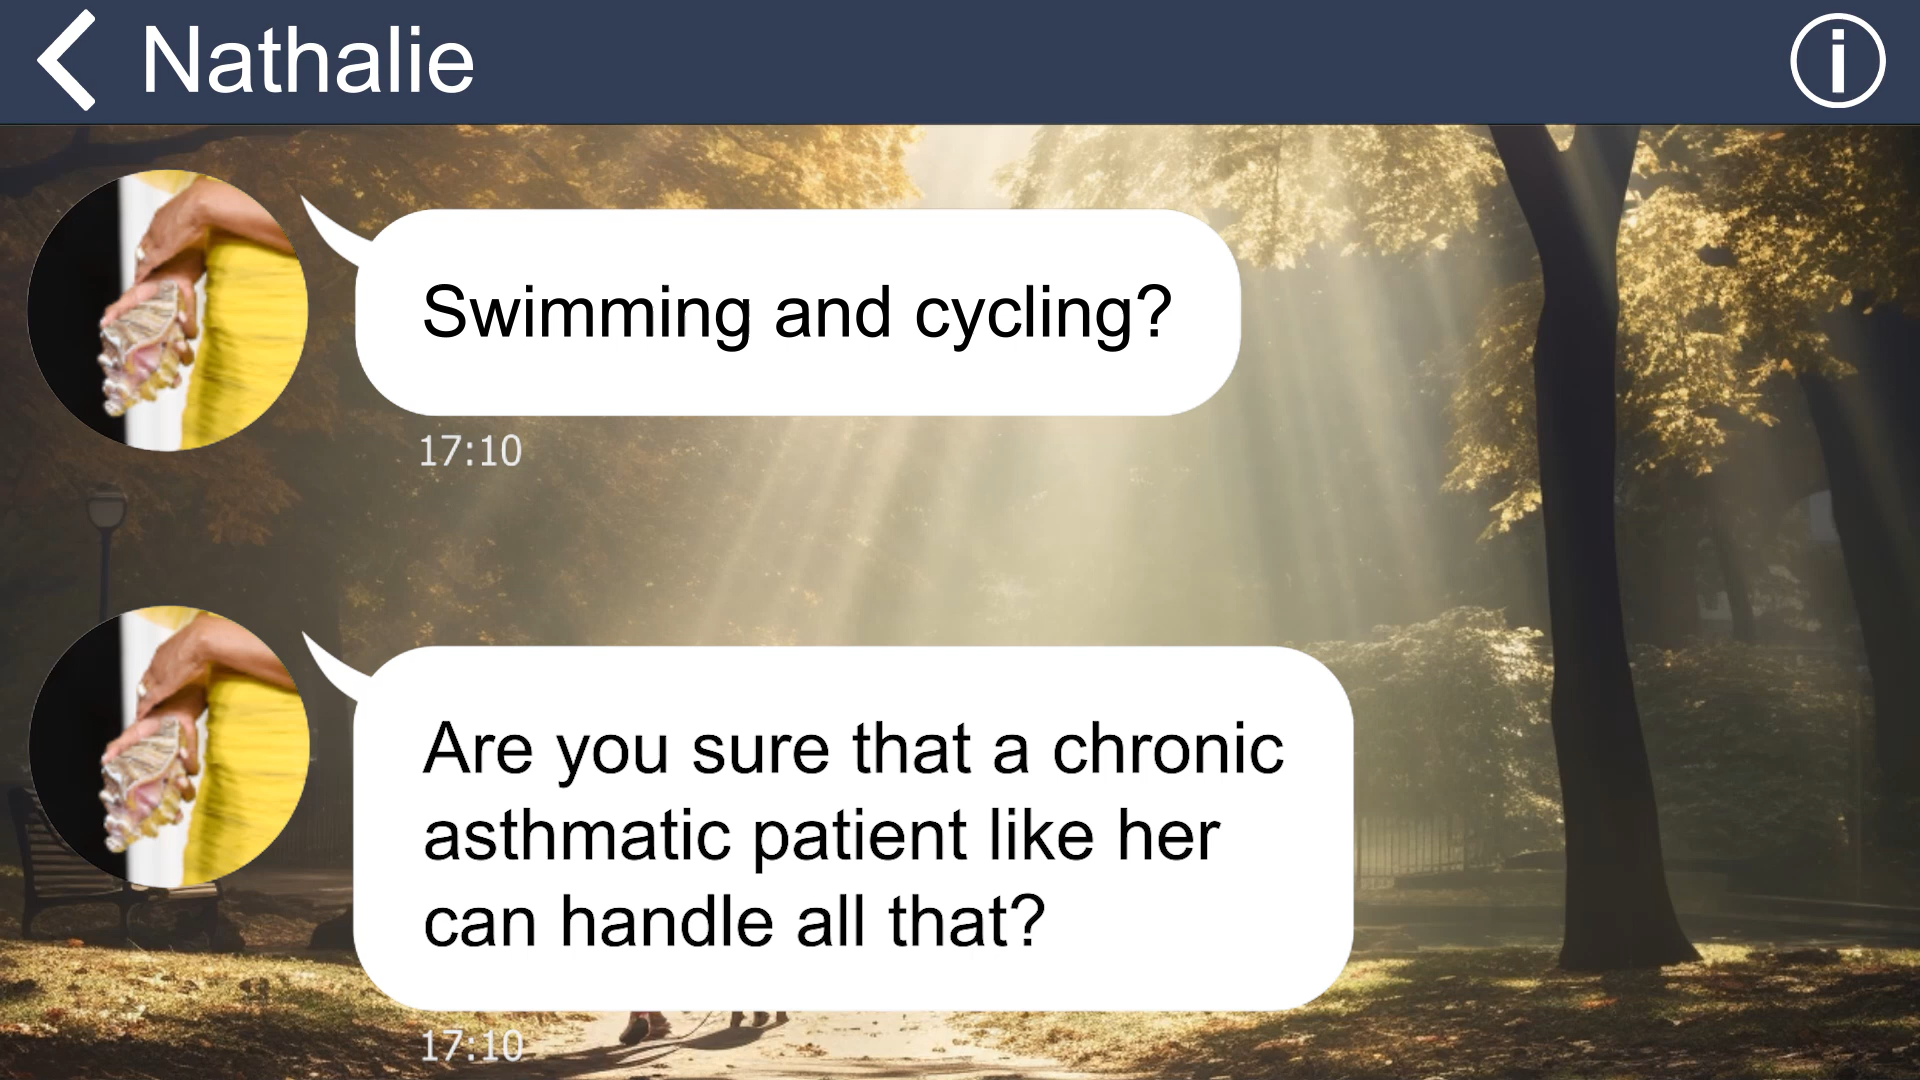 Nathalie
Swimming and cycling?
17:10
Are you sure that a chronic
asthmatic patient like her
can handle all that?
17:10